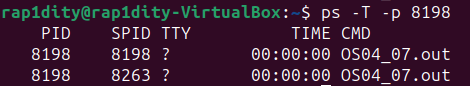 rap1dity@rap1dity-VirtualBox:~$ ps -T -p 8198
PID SPID TTY TIME CMD
8198 8198 ? 00:00:00 OS04_07.out
8198 8263 ? 00:00:00 OS04_07.out